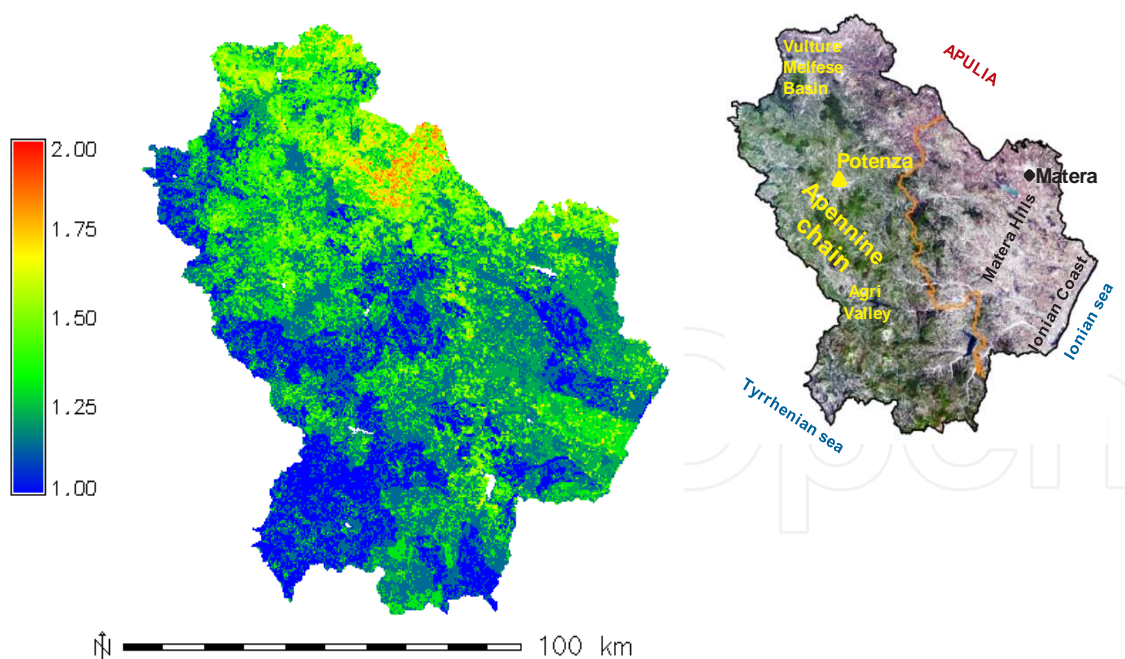 2.00
1.75
1.50
1.25
1.00
N
100 km
Vulture
Melfese
Basin
APULIA
Potenza
Matera
Apennine
chain
Matera Hills
Agri
Valley
Ionian Coast
Ionian sea
Tyrrhenian sea
Open